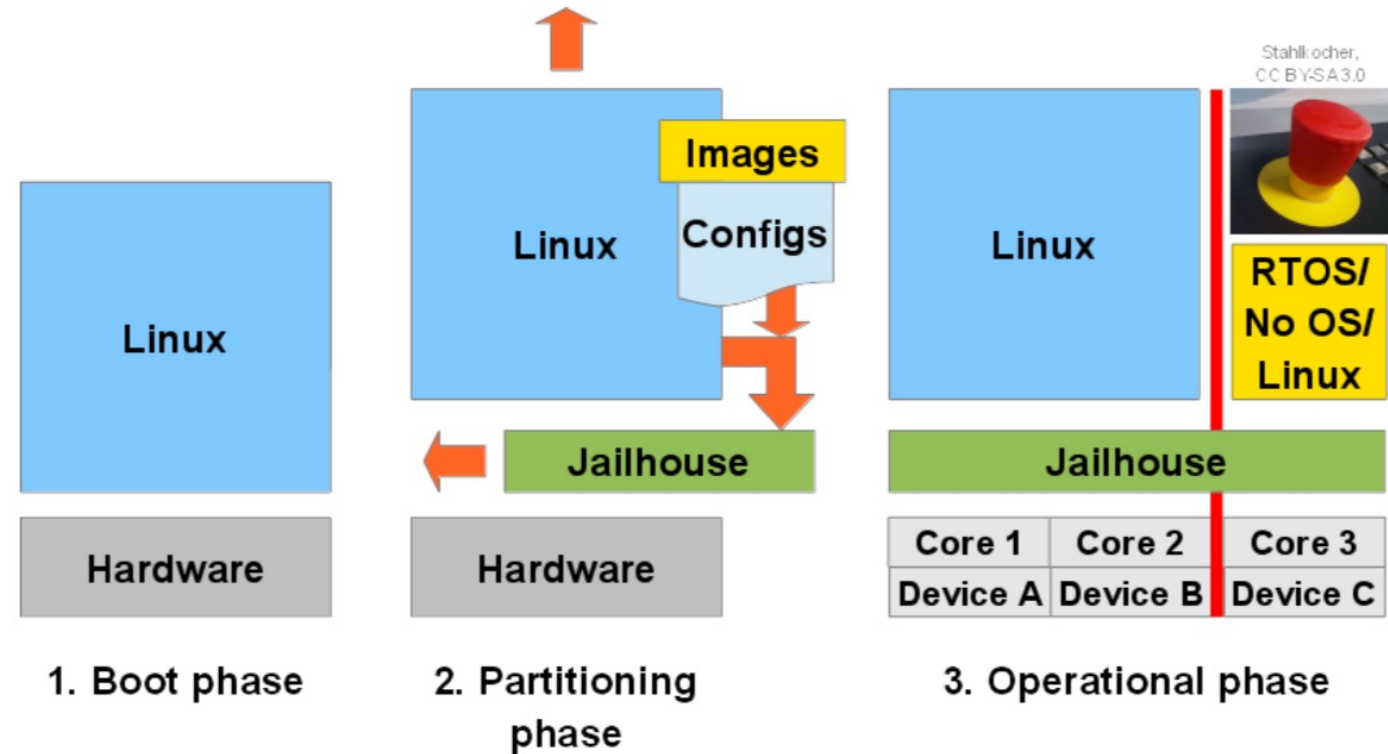 Linux
Hardware
1. Boot phase
Images
Configs
Linux
Jailhouse
Hardware
2. Partitioning
phase
Stahlkocher,
CC BY-SA 3.0
Linux
RTOS/
No OS/
Linux
Jailhouse
Core 1 Core 2 Core 3
Device A Device B Device C
3. Operational phase